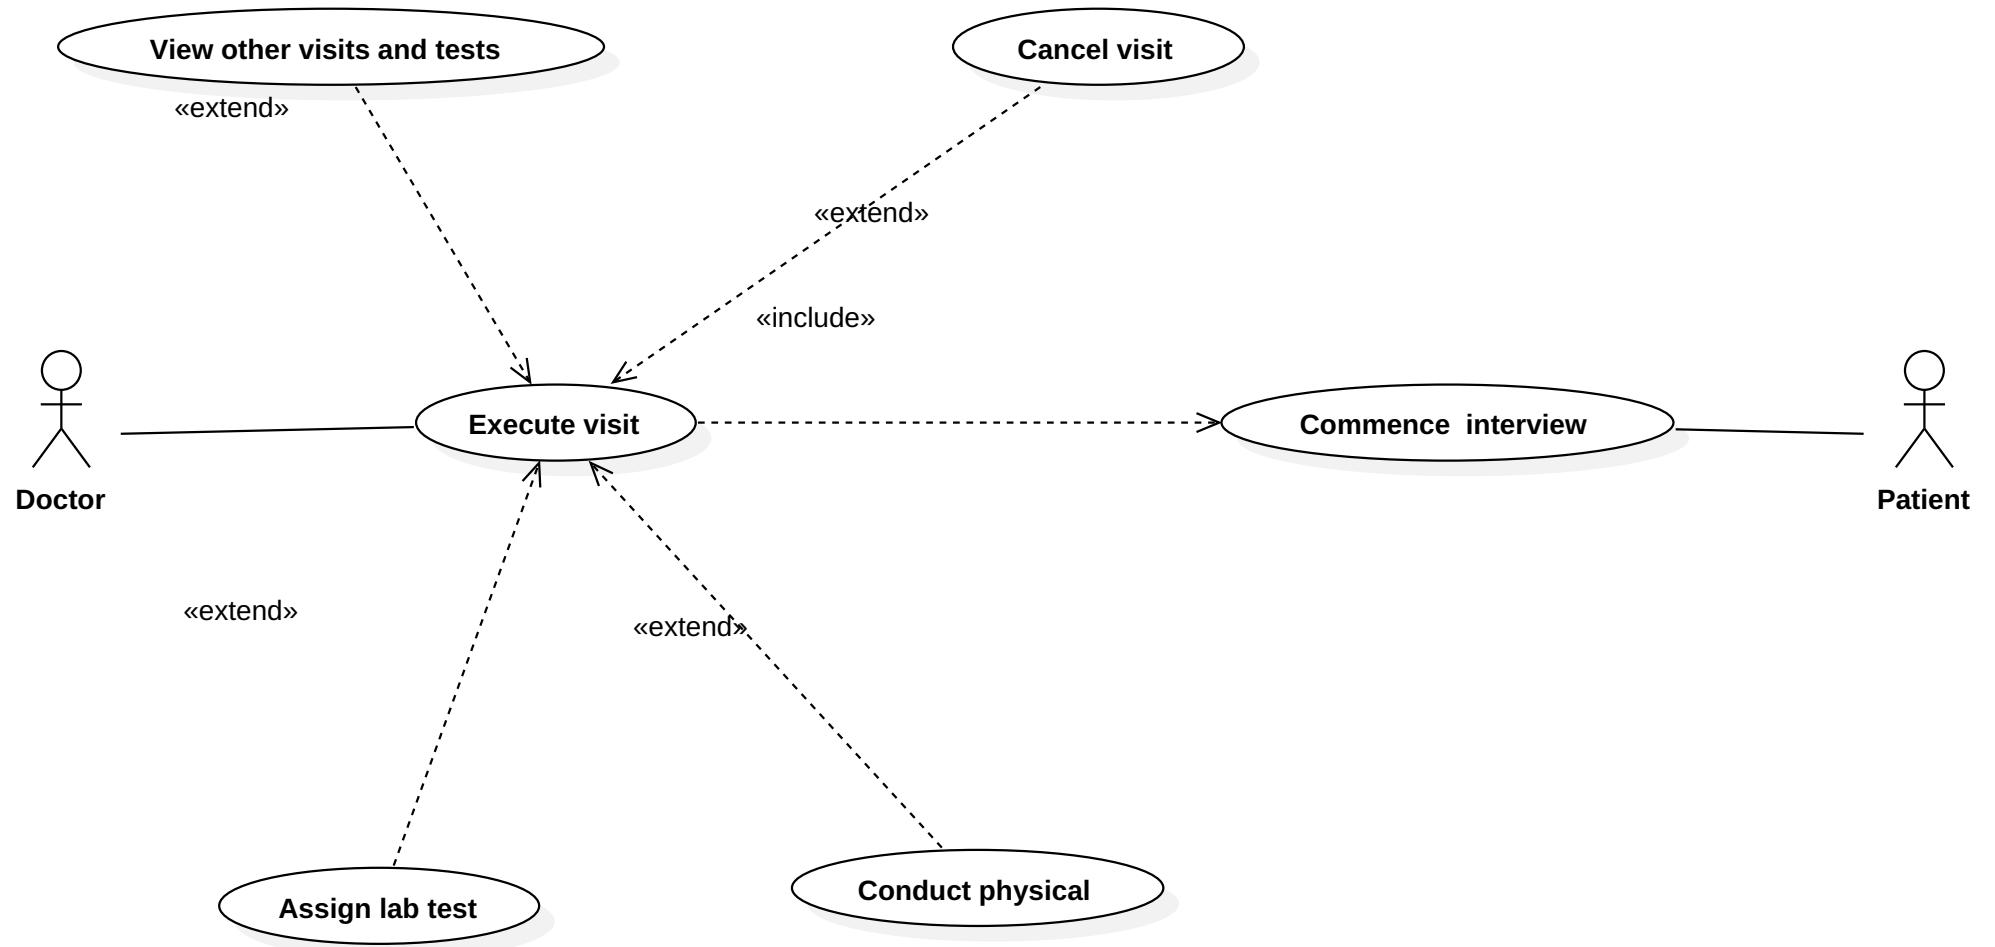 View other visits and tests
Cancel visit
«extend»
«extend»
«include»
Execute visit
Commence  interview
Doctor
Patient
«extend»
«extend»
Conduct physical
Assign lab test